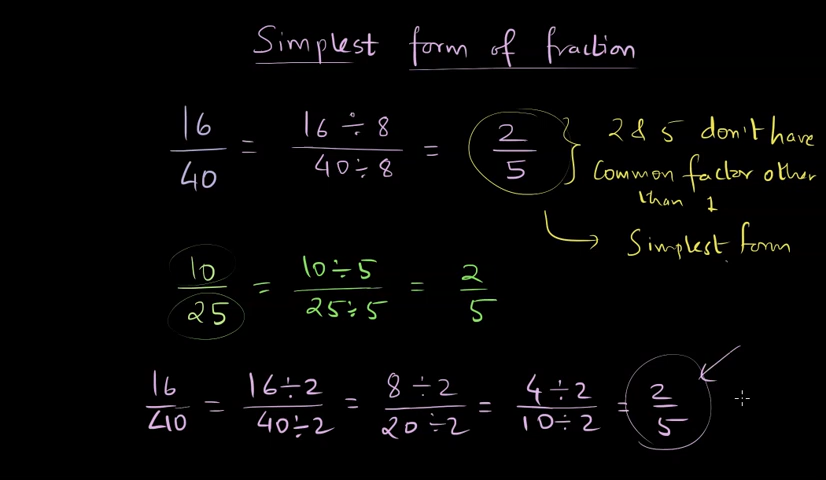 Simplest form of fraction
16/40 = 16÷8/40÷8 = 2/5 } 2 & 5 don't have
common factor other
than 1
Simplest form
10/25 = 10÷5/25÷5 = 2/5
16/40 = 16÷2/40÷2 = 8÷2/20÷2 = 4÷2/10÷2 = 2/5